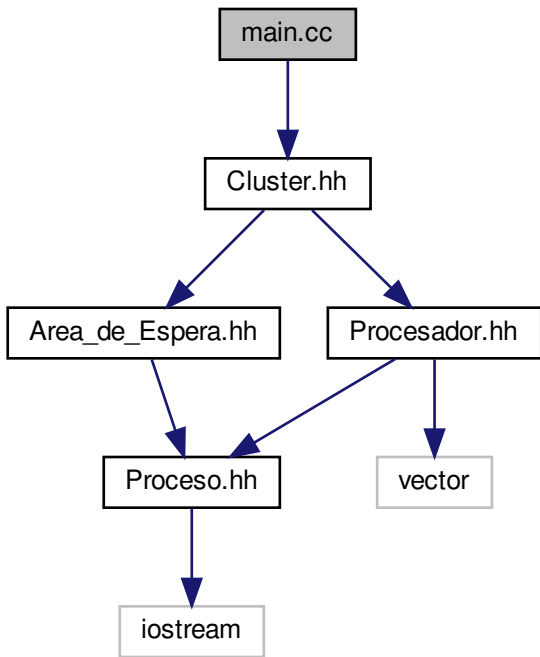 main.cc
Cluster.hh
Area_de_Espera.hh
Procesador.hh
Proceso.hh
vector
iostream